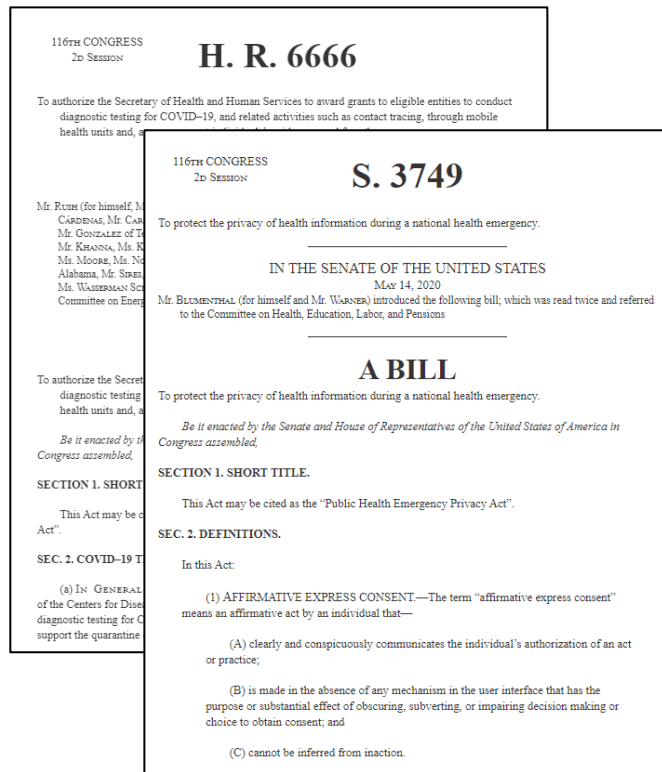 116TH CONGRESS
2D SESSION
H. R. 6666
To authorize the Secretary of Health and Human Services to award grants to eligible entities to conduct
diagnostic testing for COVID–19, and related activities such as contact tracing, through mobile
health units and,
Mr. RUSH (for himself,
CÁRDENAS, Mr.
Mr. GONZALEZ of
Mr. KHANNA, Ms.
Ms. MOORE, Ms.
Alabama, Mr. SIRES,
Ms. WASSERMAN
Committee on
To authorize the
diagnostic testing
health units and,
Be it enacted by
Congress assembled,
SECTION 1. SHORT
This Act may be
Act”.
SEC. 2. COVID–19
(a) IN GENERAL
of the Centers for
diagnostic testing for
support the quarantine
116TH CONGRESS
2D SESSION
S. 3749
To protect the privacy of health information during a national health emergency.
IN THE SENATE OF THE UNITED STATES
MAY 14, 2020
Mr. BLUMENTHAL (for himself and Mr. WARNER) introduced the following bill; which was read twice and referred
to the Committee on Health, Education, Labor, and Pensions
A BILL
To protect the privacy of health information during a national health emergency.
Be it enacted by the Senate and House of Representatives of the United States of America in
Congress assembled,
SECTION 1. SHORT TITLE.
This Act may be cited as the “Public Health Emergency Privacy Act”.
SEC. 2. DEFINITIONS.
In this Act:
(1) AFFIRMATIVE EXPRESS CONSENT.—The term “affirmative express consent”
means an affirmative act by an individual that—
(A) clearly and conspicuously communicates the individual’s authorization of an act
or practice;
(B) is made in the absence of any mechanism in the user interface that has the
purpose or substantial effect of obscuring, subverting, or impairing decision making or
choice to obtain consent; and
(C) cannot be inferred from inaction.